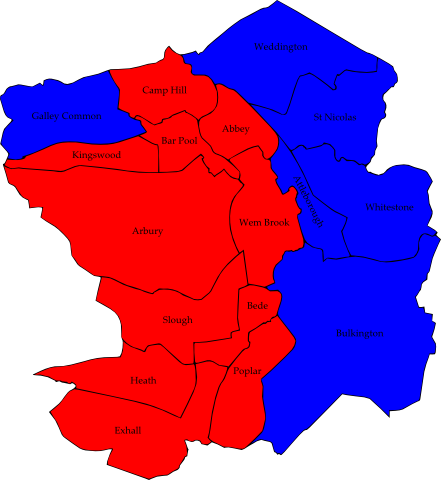 Weddington
Camp Hill
Galley Common
St Nicolas
Abbey
Bar Pool
Kingswood
Attleborough
Whitestone
Wem Brook
Arbury
Bede
Slough
Bulkington
Poplar
Heath
Exhall